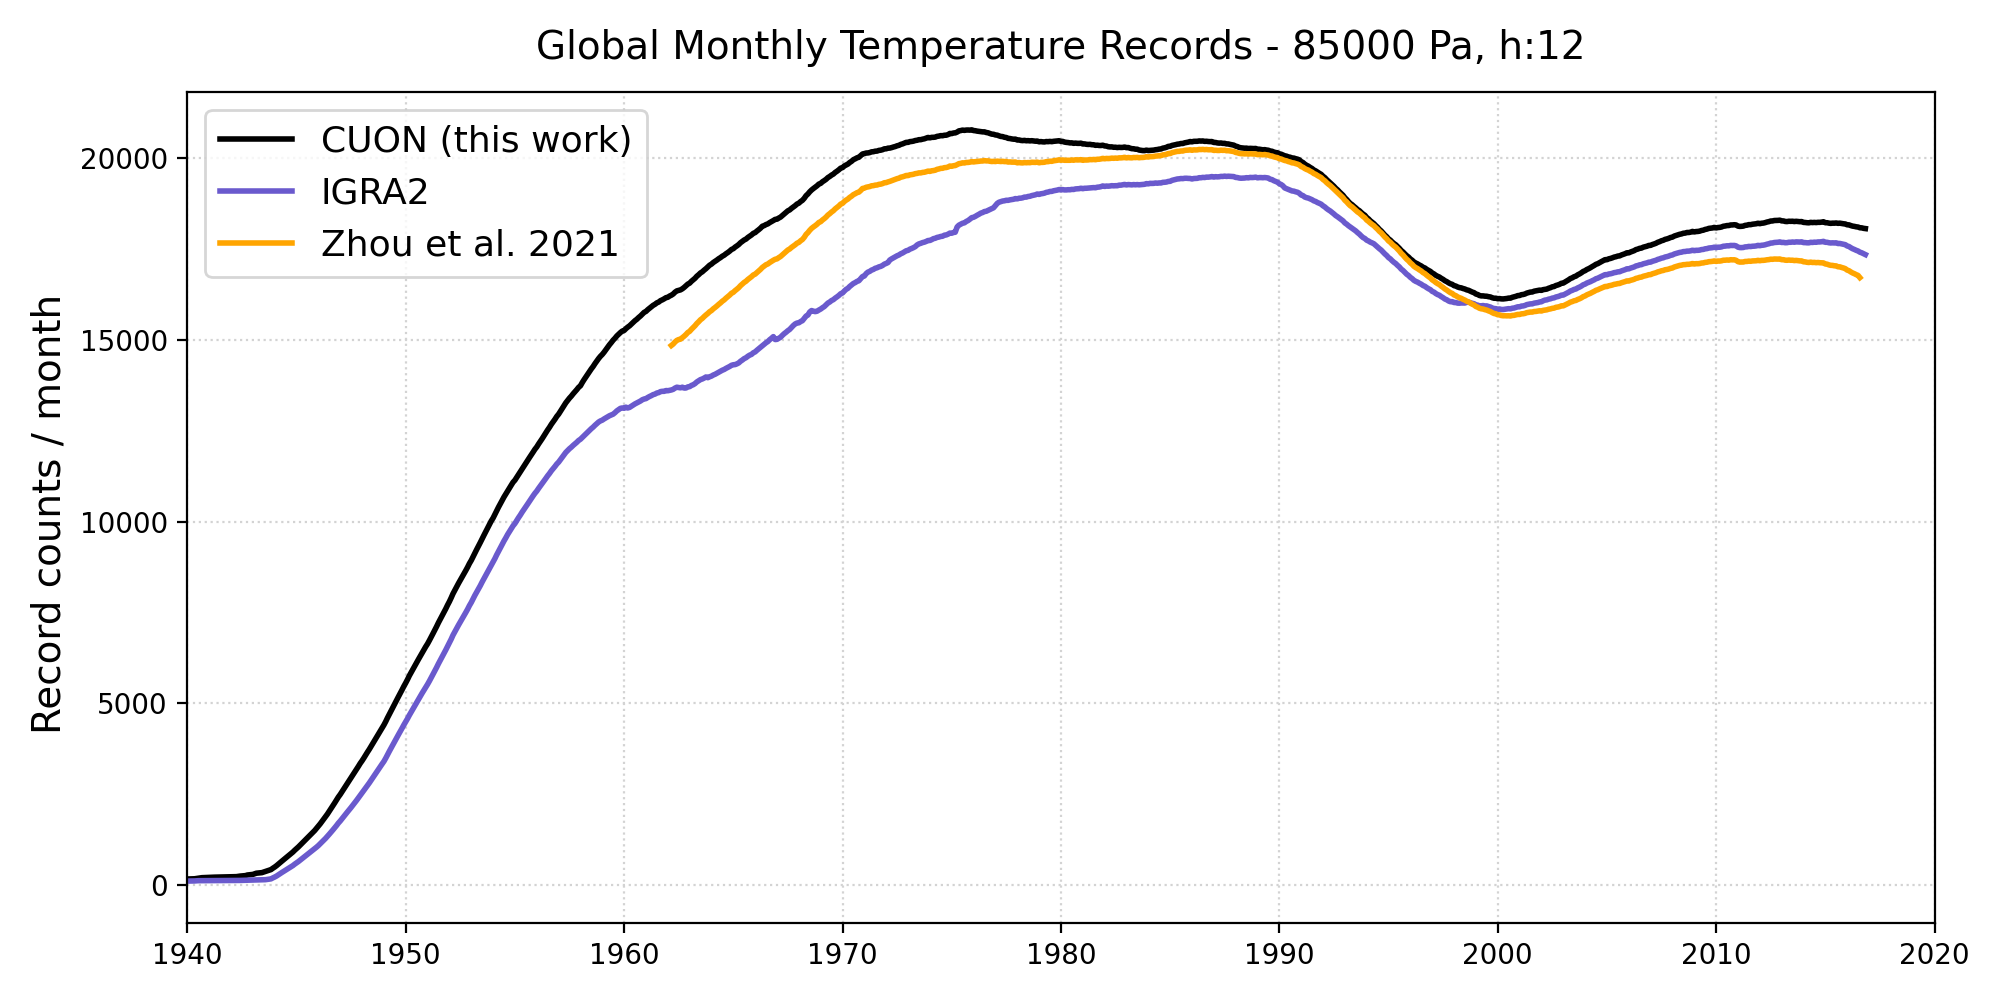 Global Monthly Temperature Records - 85000 Pa, h:12
CUON (this work)
IGRA2
Zhou et al. 2021
Record counts / month
20000
15000
10000
5000
0
1940 1950 1960 1970 1980 1990 2000 2010 2020